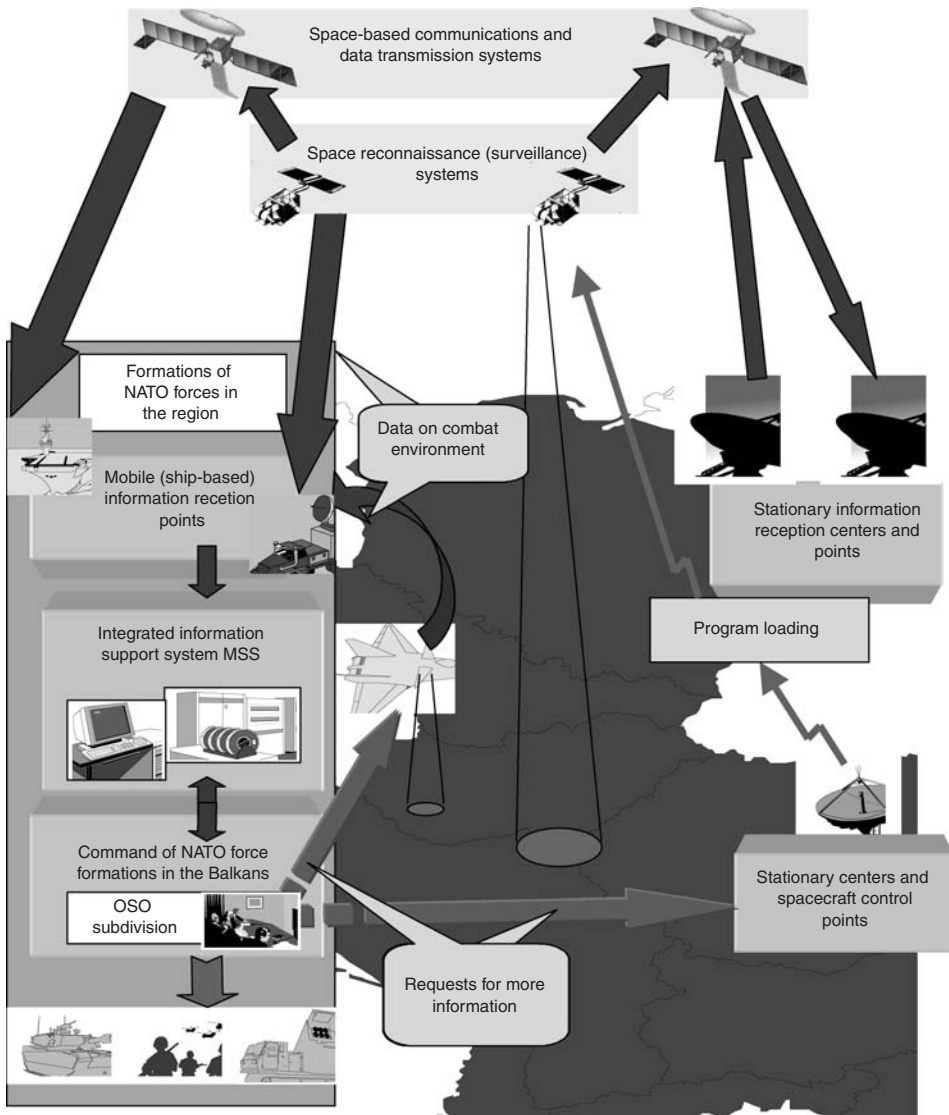 Space-based communications and
data transmission systems
Space reconnaissance (surveillance)
systems
Formations of
NATO forces in
the region
Data on combat
environment
Mobile (ship-based)
information recetion
points
Stationary information
reception centers and
points
Program loading
Integrated information
support system MSS
Command of NATO force
formations in the Balkans
OSO
subdivision
Stationary centers and
spacecraft control
points
Requests for more
information